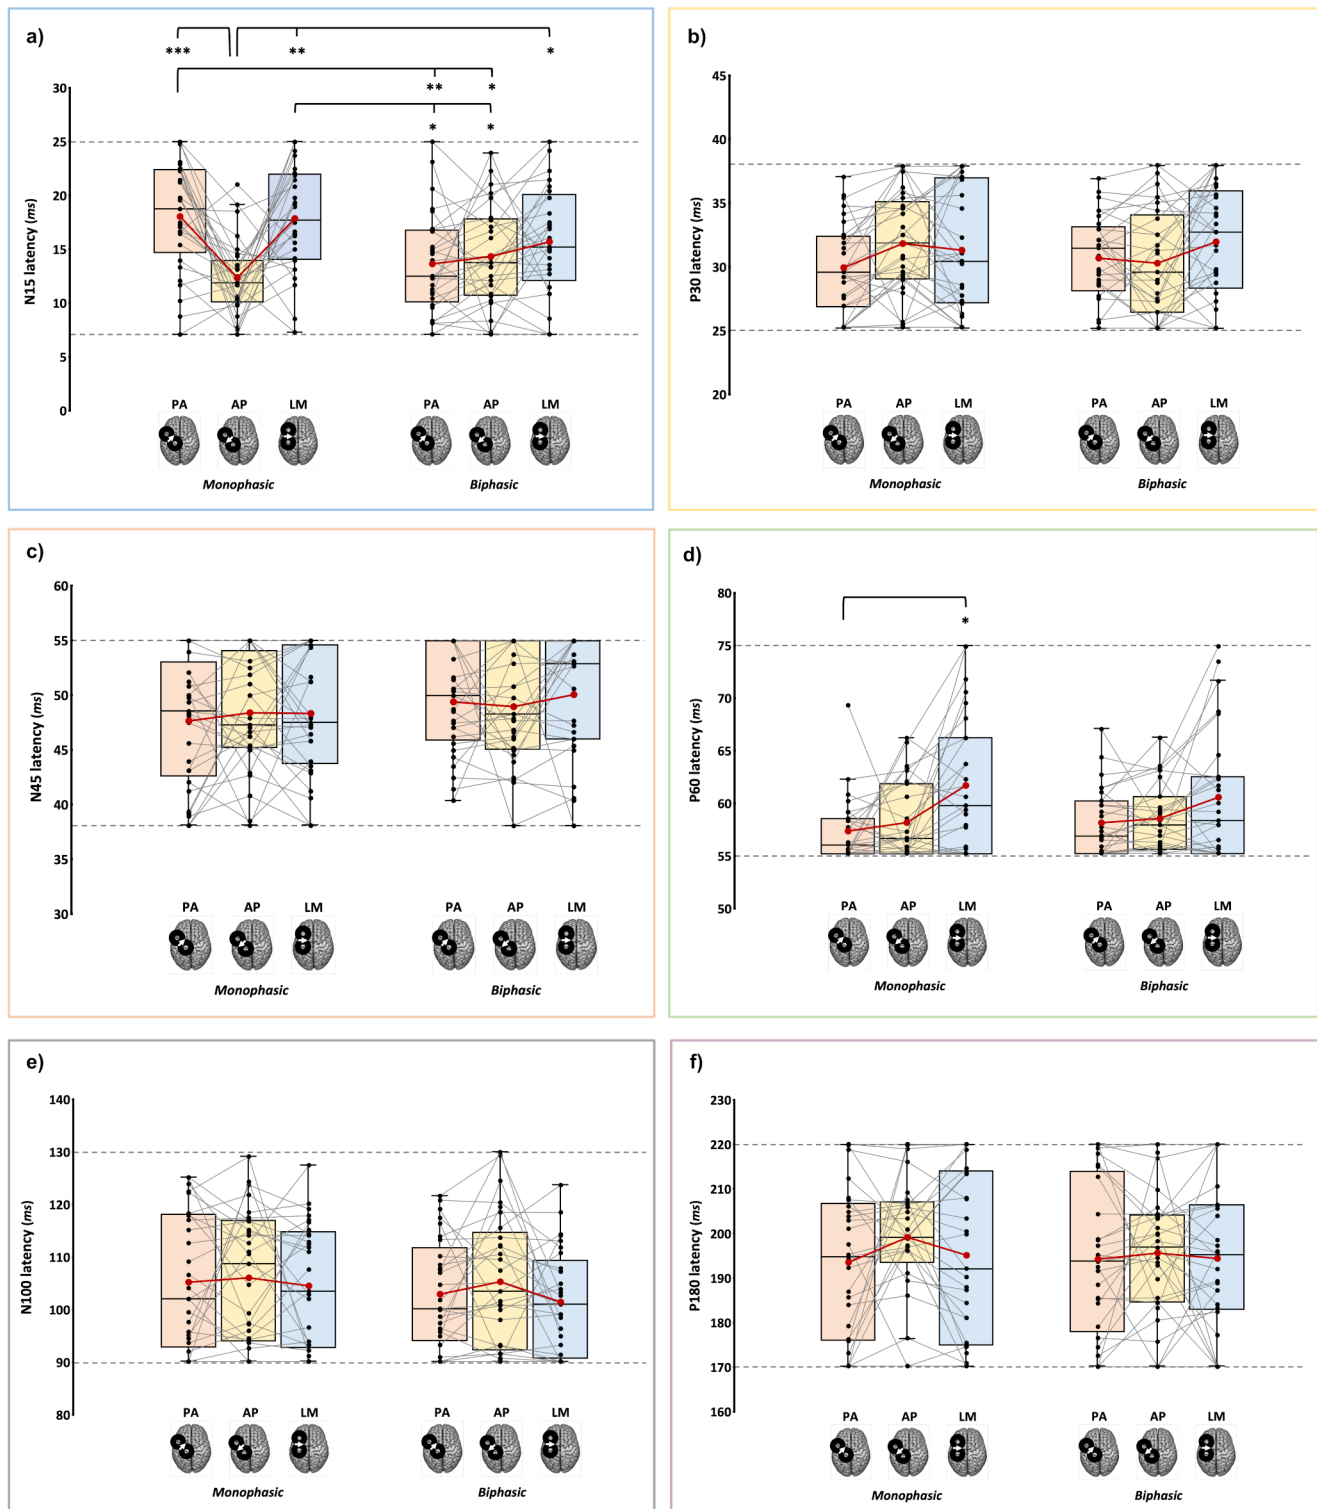 a)
*** ** *
** *
* *
N15 latency (ms)
30
25
20
15
10
5
0
PA AP LM PA AP LM
Monophasic Biphasic
b)
P30 latency (ms)
45
40
35
30
25
20
PA AP LM PA AP LM
Monophasic Biphasic
c)
N45 latency (ms)
60
55
50
45
40
35
30
PA AP LM PA AP LM
Monophasic Biphasic
d)
*
P60 latency (ms)
80
75
70
65
60
55
50
PA AP LM PA AP LM
Monophasic Biphasic
e)
N100 latency (ms)
140
130
120
110
100
90
80
PA AP LM PA AP LM
Monophasic Biphasic
f)
P180 latency (ms)
230
220
210
200
190
180
170
160
PA AP LM PA AP LM
Monophasic Biphasic